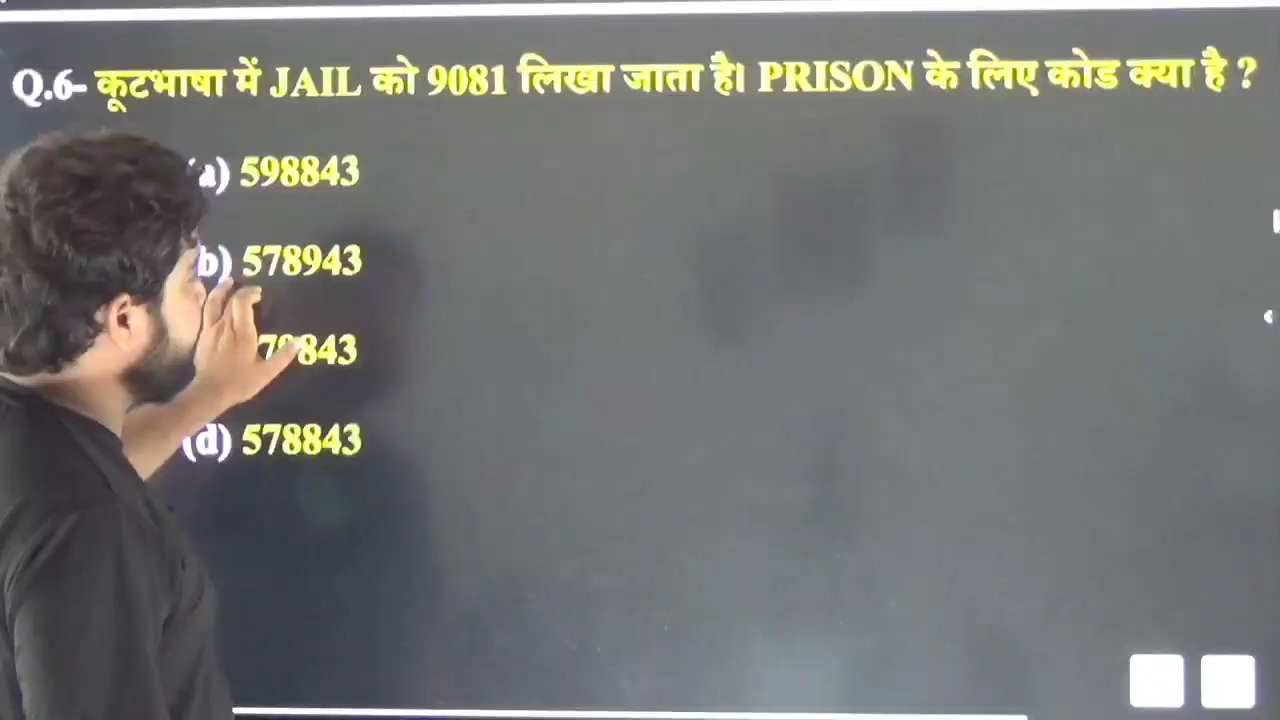 Q.6- कूटभाषा में JAIL को 9081 लिखा जाता है। PRISON के लिए कोड क्या है ?
(a) 598843
(b) 578943
843
(d) 578843